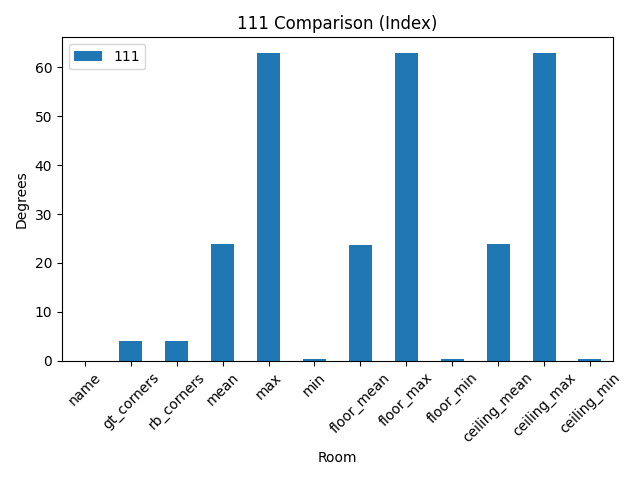 111 Comparison (Index)
111
Degrees
60
50
40
30
20
10
0
name
gt_corners
rb_corners
mean
max
min
floor_mean
floor_max
floor_min
ceiling_mean
ceiling_max
ceiling_min
Room